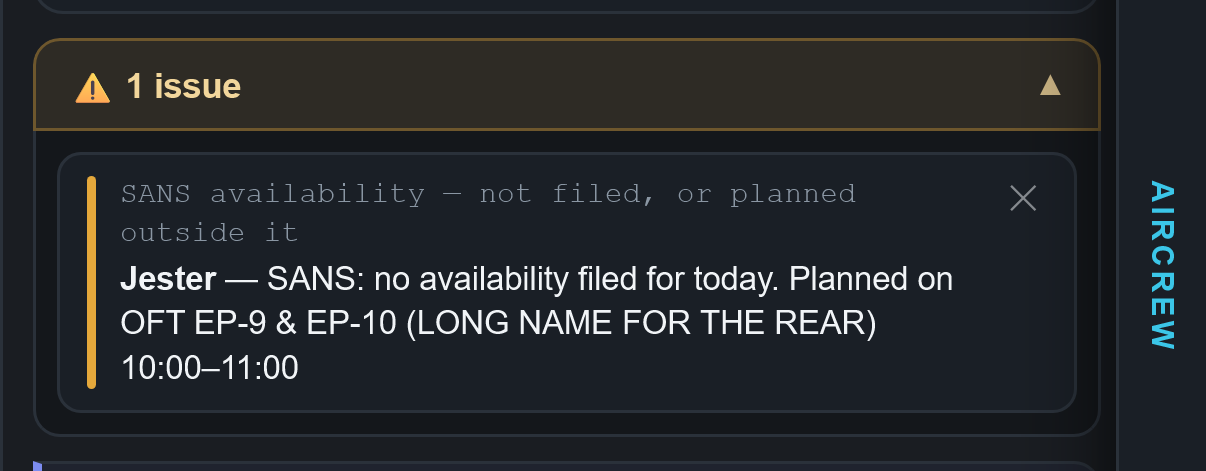 ⚠️ 1 issue ▲
SANS availability — not filed, or planned
outside it
Jester — SANS: no availability filed for today. Planned on
OFT EP-9 & EP-10 (LONG NAME FOR THE REAR)
10:00–11:00
AIRCREW